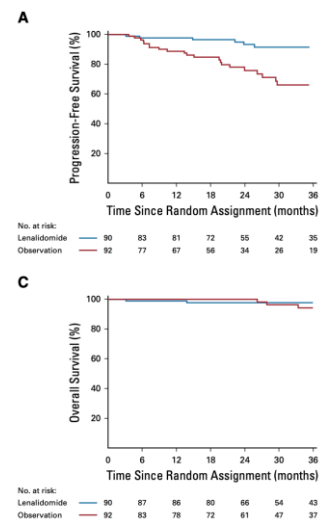 A
Progression-Free Survival (%)
100
80
60
40
20
0 6 12 18 24 30 36
Time Since Random Assignment (months)
No. at risk:
Lenalidomide 90 83 81 72 55 42 35
Observation 92 77 67 56 34 26 19
C
Overall Survival (%)
100
80
60
40
20
0 6 12 18 24 30 36
Time Since Random Assignment (months)
No. at risk:
Lenalidomide 90 87 86 80 66 54 43
Observation 92 83 78 72 61 47 37